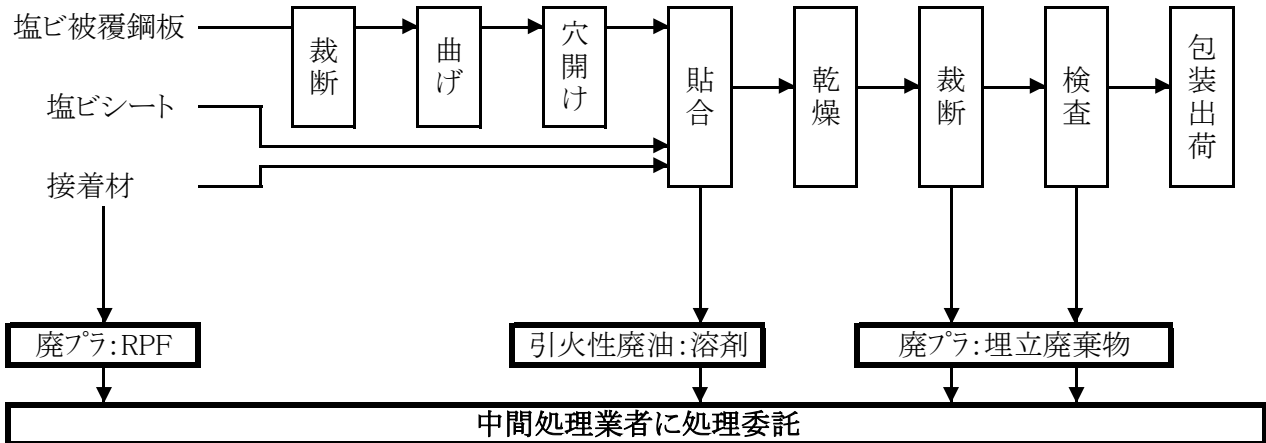 塩ビ被覆鋼板
塩ビシート
接着材
裁断
曲げ
穴開け
貼合
乾燥
裁断
検査
包装出荷
廃プラ:RPF
引火性廃油:溶剤
廃プラ:埋立廃棄物
中間処理業者に処理委託